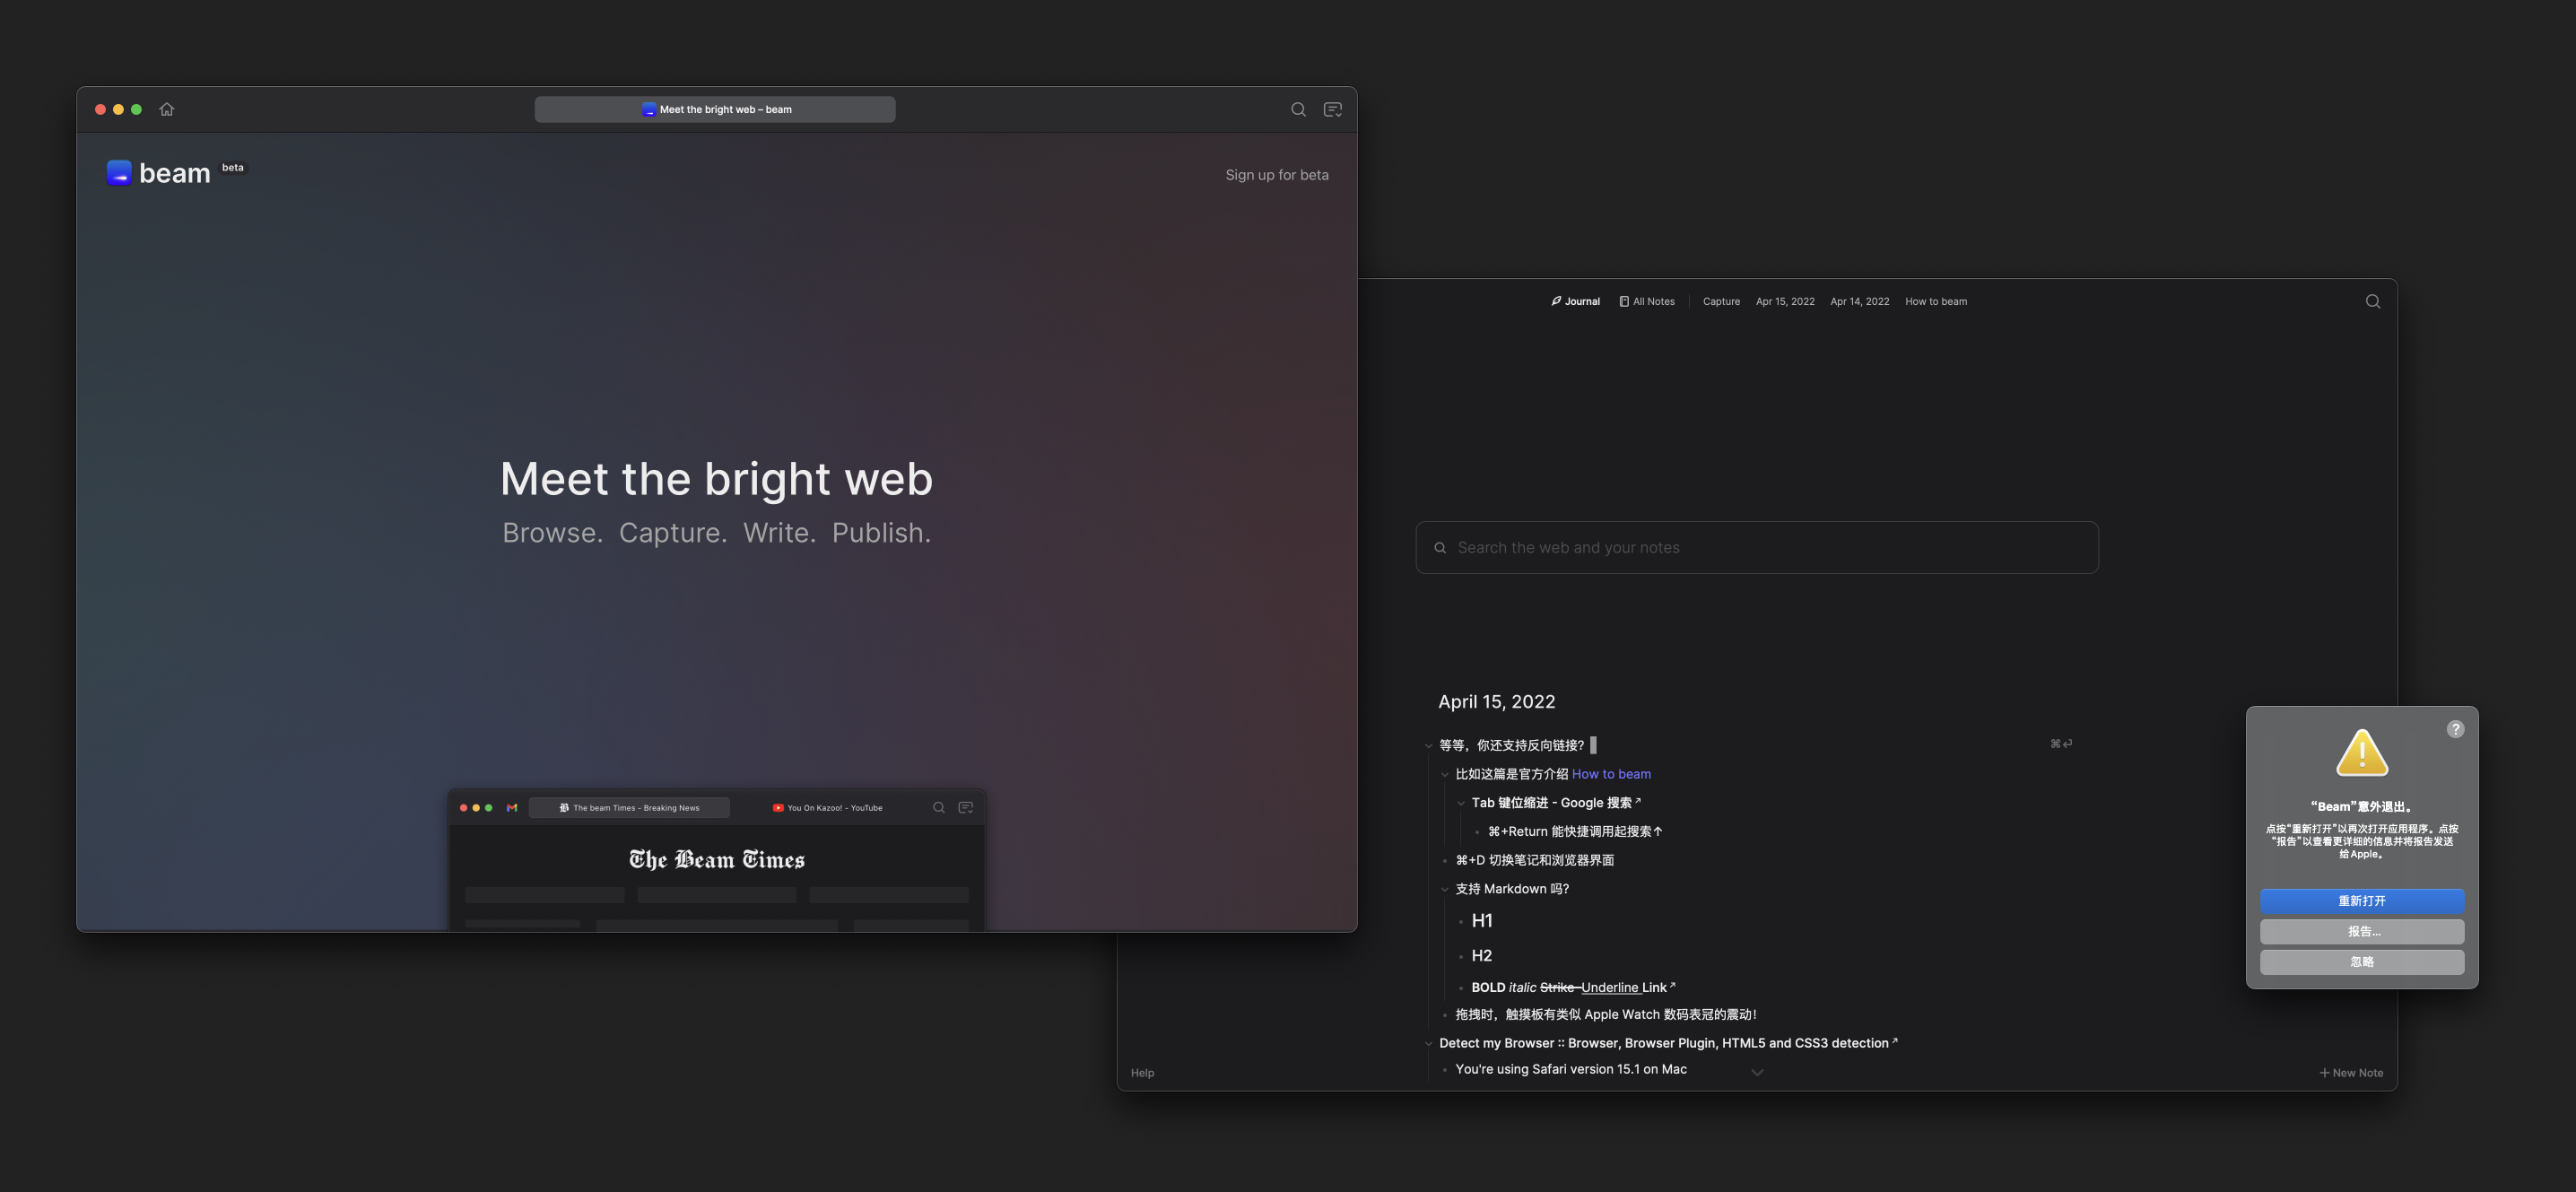 Meet the bright web – beam
beam beta
Sign up for beta
Meet the bright web
Browse. Capture. Write. Publish.
The beam Times - Breaking News
You On Kazoo! - YouTube
The Beam Times
Journal
All Notes
Capture
Apr 15, 2022
Apr 14, 2022
How to beam
Search the web and your notes
April 15, 2022
等等，你还支持反向链接?
⌘↩
比如这篇是官方介绍 How to beam
Tab 键位缩进 - Google 搜索↗
⌘+Return 能快捷调用起搜索↑
⌘+D 切换笔记和浏览器界面
支持 Markdown 吗?
H1
H2
BOLD italic Strike Underline Link↗
拖拽时，触摸板有类似 Apple Watch 数码表冠的震动!
Detect my Browser :: Browser, Browser Plugin, HTML5 and CSS3 detection↗
You're using Safari version 15.1 on Mac
Help
+ New Note
?
“Beam”意外退出。
点按“重新打开”以再次打开应用程序。点按
“报告”以查看更详细的信息并将报告发送
给Apple。
重新打开
报告...
忽略